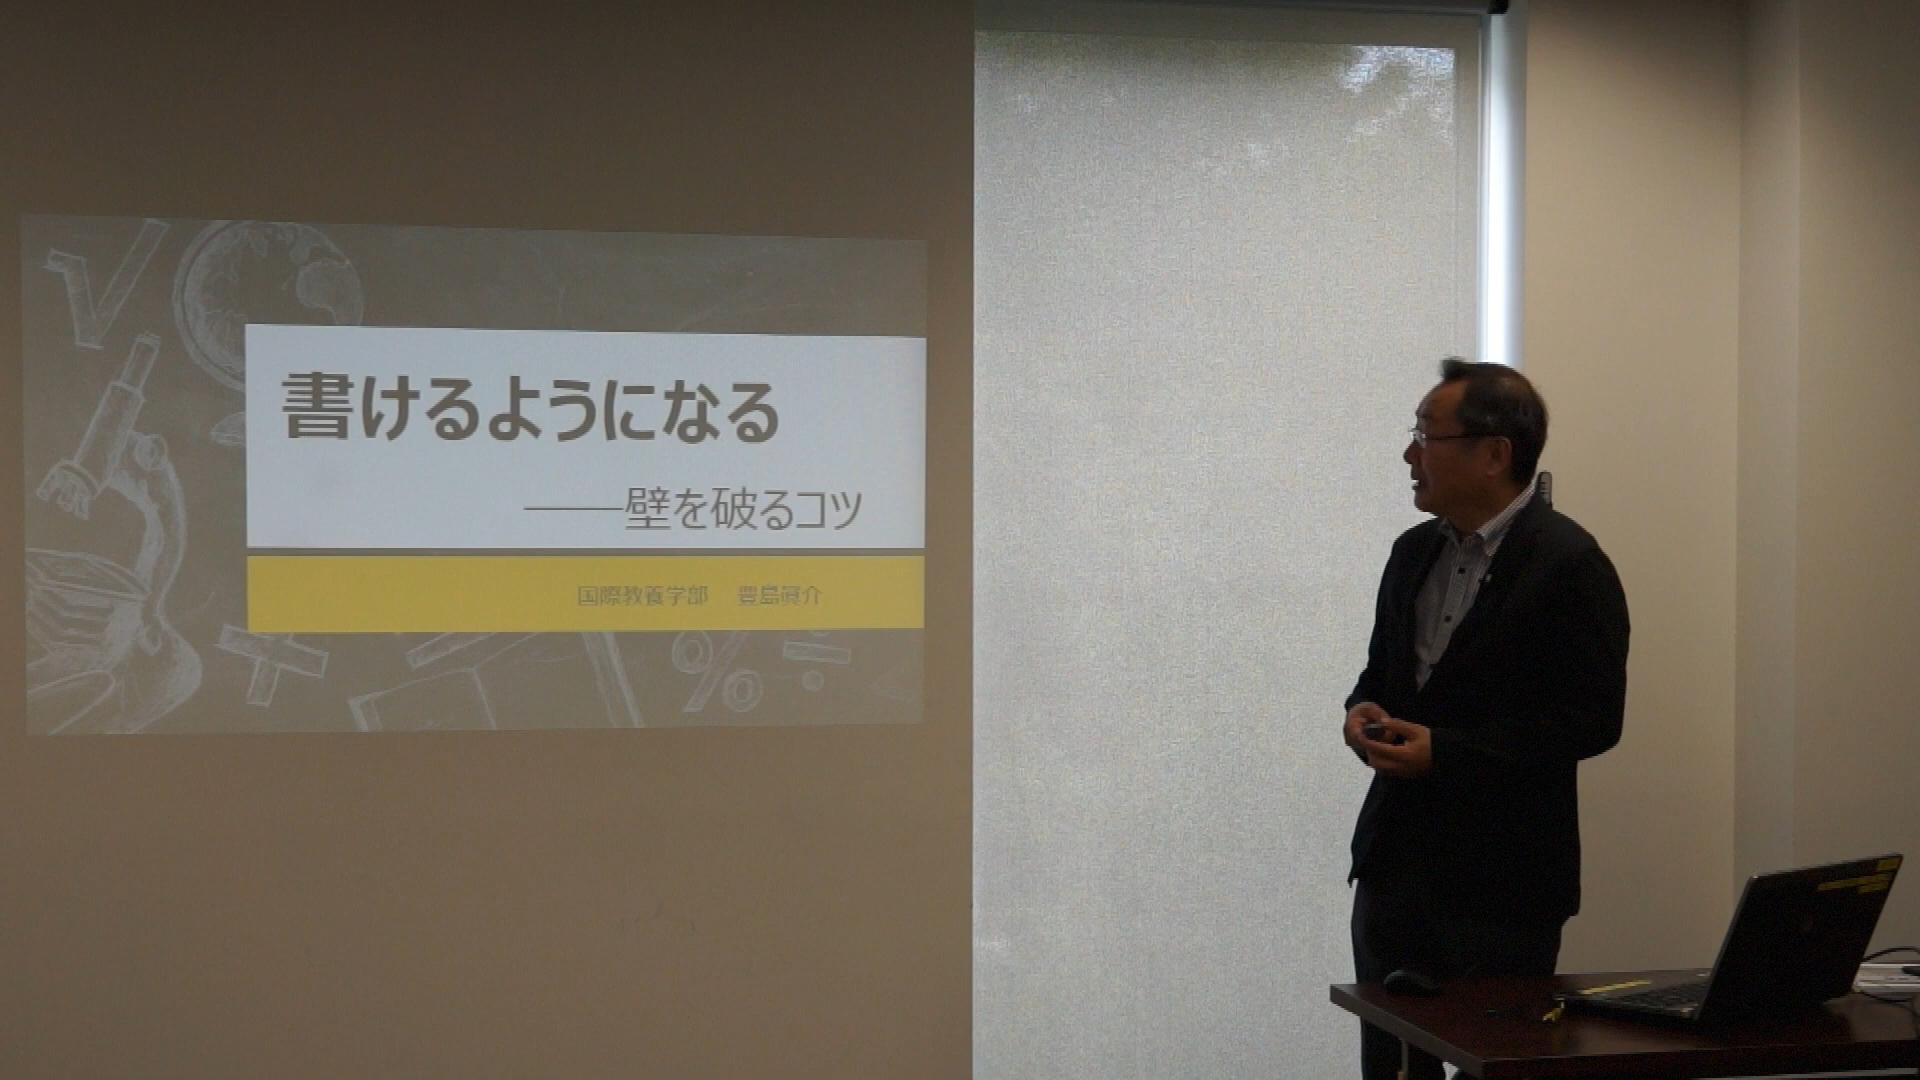 書けるようになる
――壁を破るコツ
国際教養学部　豊島眞介